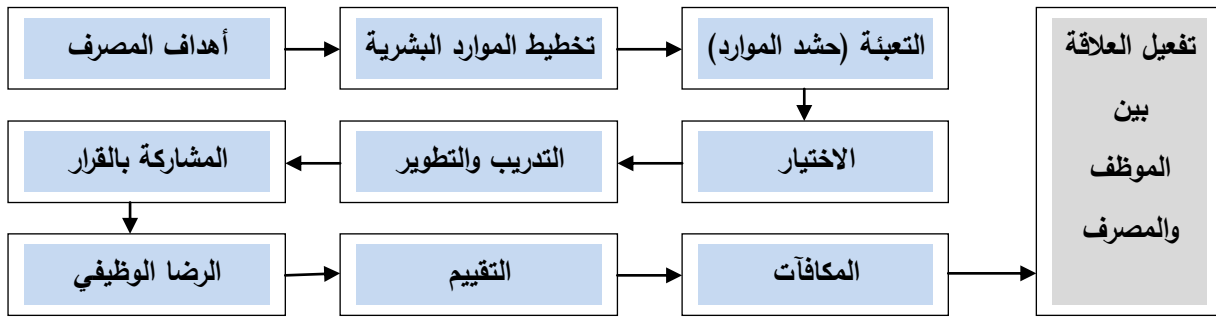 أهداف المصرف
تخطيط الموارد البشرية
التعبئة (حشد الموارد)
الاختيار
التدريب والتطوير
المشاركة بالقرار
الرضا الوظيفي
التقييم
المكافآت
تفعيل العلاقة
بين
الموظف
والمصرف